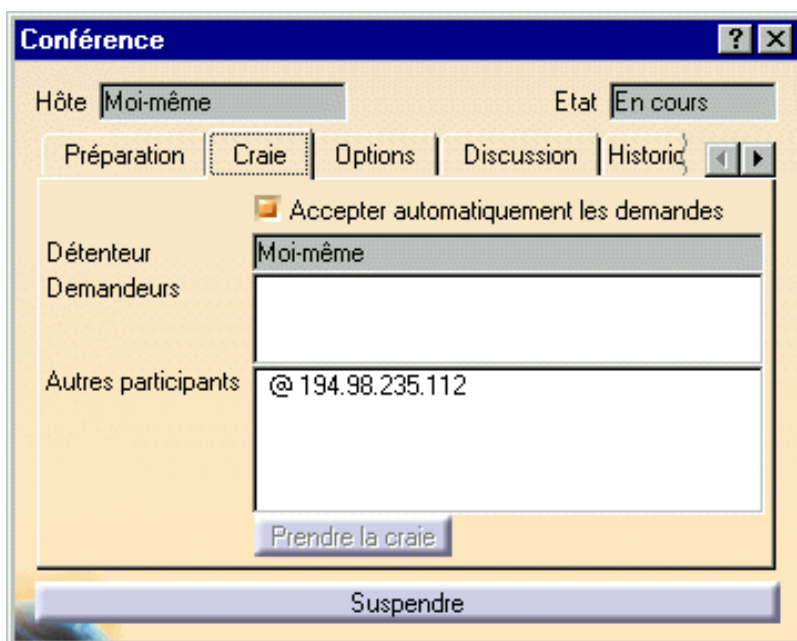 Conférence
Hôte Moi-même Etat En cours
Préparation Craie Options Discussion Historiq
Accepter automatiquement les demandes
Détenteur Moi-même
Demandeurs
Autres participants @ 194.98.235.112
Prendre la craie
Suspendre